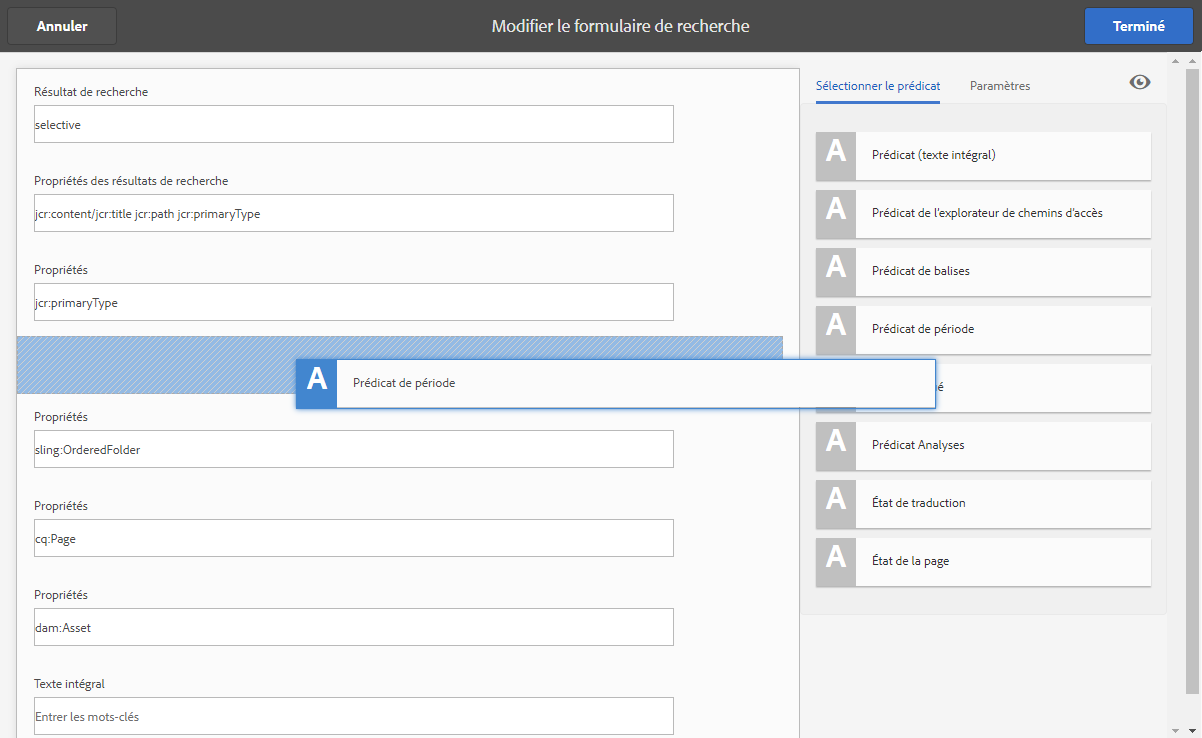 Annuler
Modifier le formulaire de recherche
Terminé
Résultat de recherche
selective
Propriétés des résultats de recherche
jcr:content/jcr:title jcr:path jcr:primaryType
Propriétés
jcr:primaryType
A Prédicat de période
Propriétés
sling:OrderedFolder
Propriétés
cq:Page
Propriétés
dam:Asset
Texte intégral
Entrer les mots-clés
Sélectionner le prédicat
Paramètres
A Prédicat (texte intégral)
A Prédicat de l'explorateur de chemins d'accès
A Prédicat de balises
A Prédicat de période
A Prédicat Analyses
A État de traduction
A État de la page